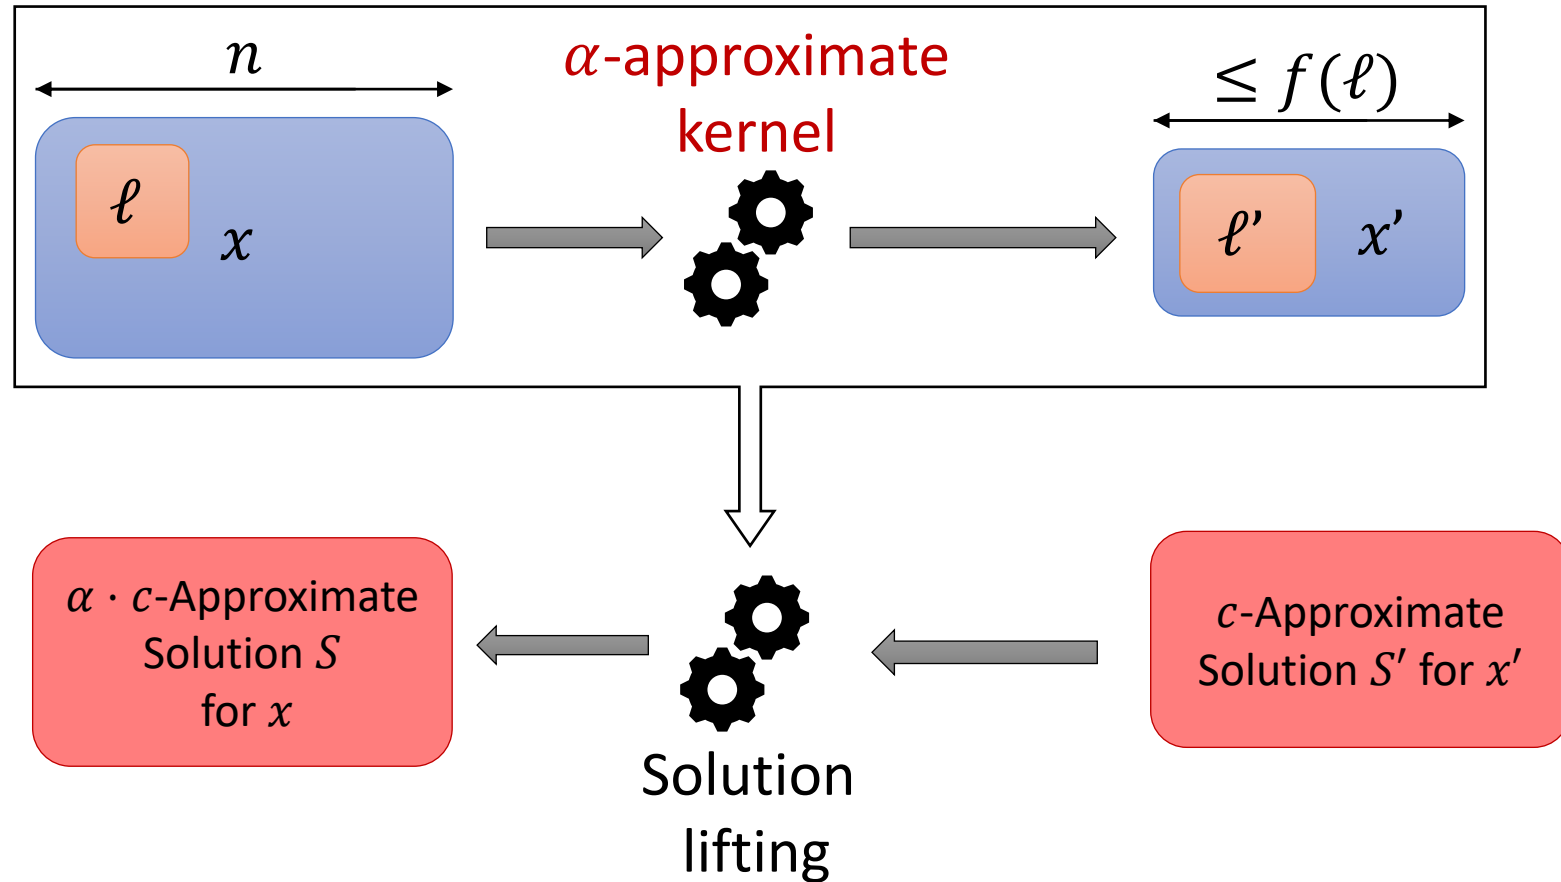 n
α-approximate
kernel
≤ f(ℓ)
ℓ
x
ℓ’
x’
α · c-Approximate
Solution S
for x
c-Approximate
Solution S′ for x′
Solution
lifting